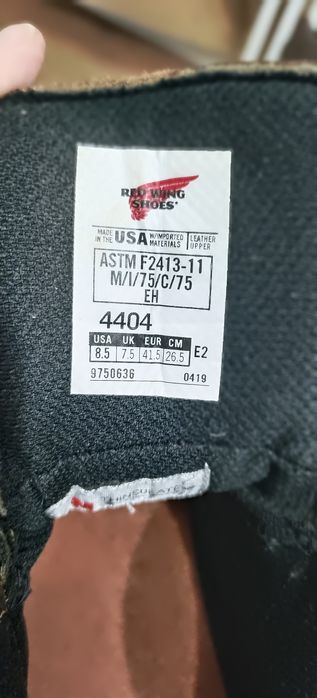 RED WING
SHOES
MADE IN THE USA W/IMPORTED MATERIALS LEATHER UPPER
ASTM F2413-11
M/I/75/C/75
EH
4404
USA UK EUR CM
8.5 7.5 41.5 26.5 E2
9750636 0419
THINSULATE